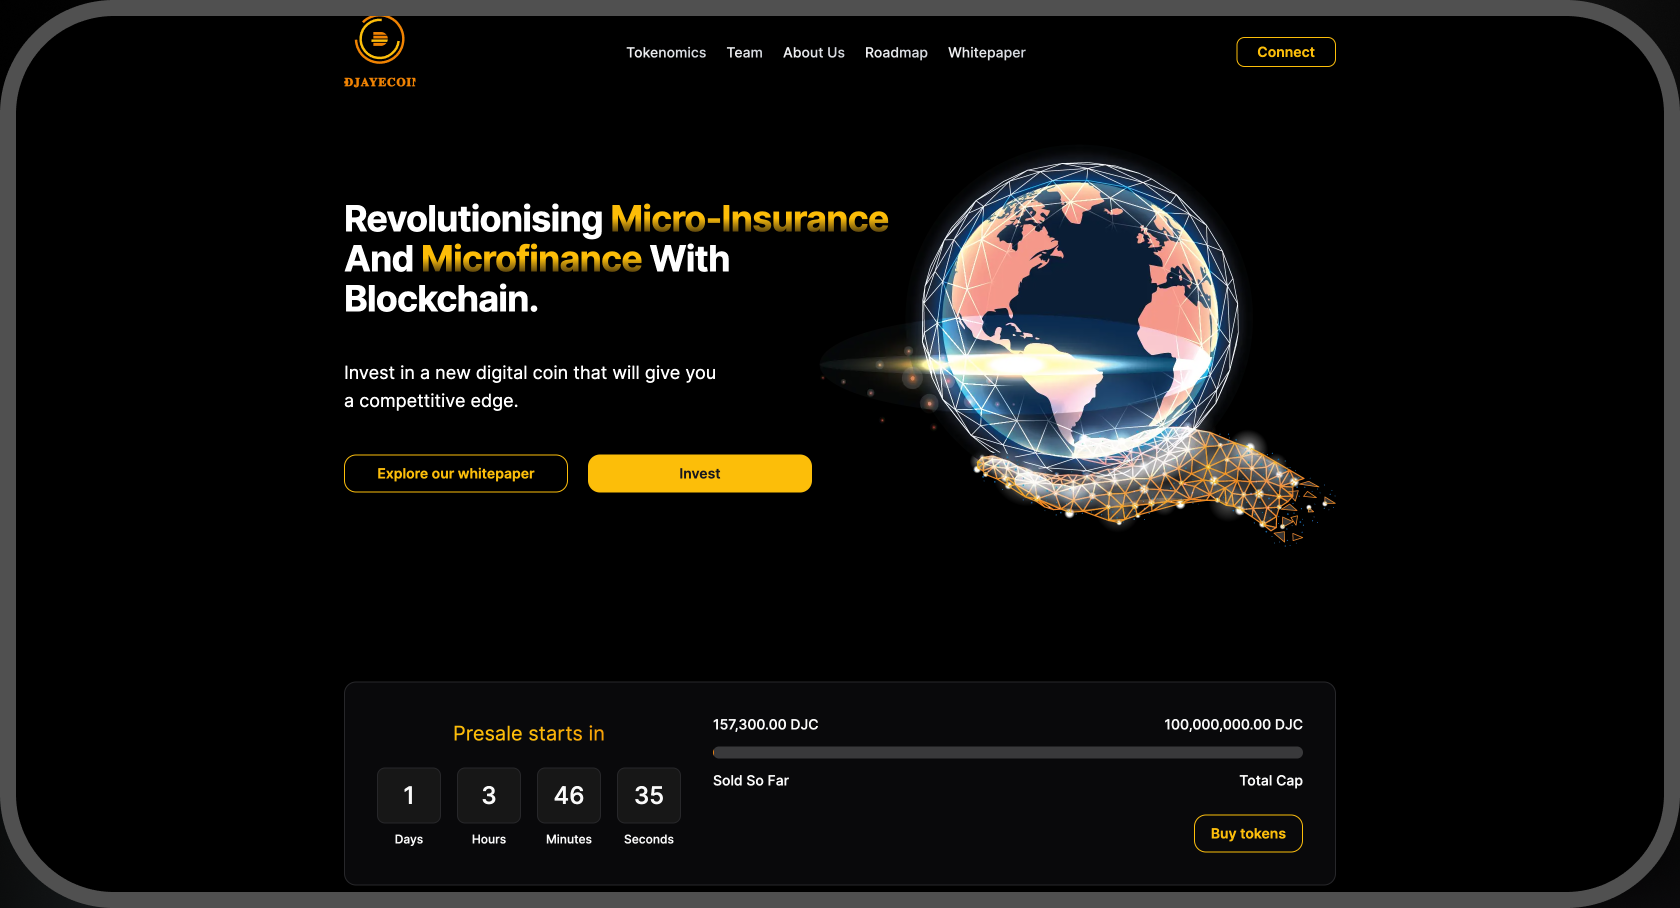 ĐJAYECOIN
Tokenomics Team About Us Roadmap Whitepaper
Connect
Revolutionising Micro-Insurance
And Microfinance With
Blockchain.
Invest in a new digital coin that will give you
a compettitive edge.
Explore our whitepaper
Invest
Presale starts in
1 3 46 35
Days Hours Minutes Seconds
157,300.00 DJC 100,000,000.00 DJC
Sold So Far Total Cap
Buy tokens